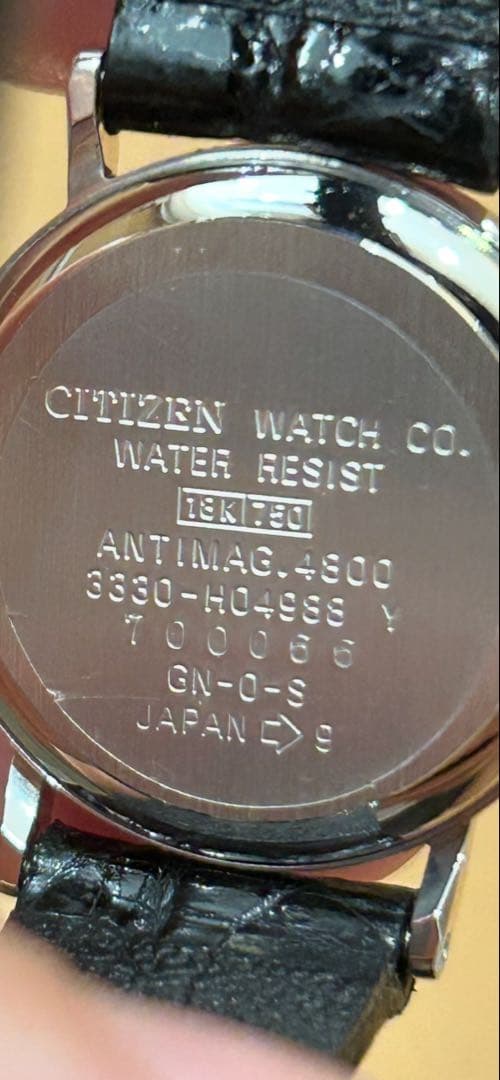 CITIZEN WATCH CO.
WATER RESIST
18K 750
ANTIMAG.4800
3330-H04988 Y
700066
GN-0-S
JAPAN ⇨ 9